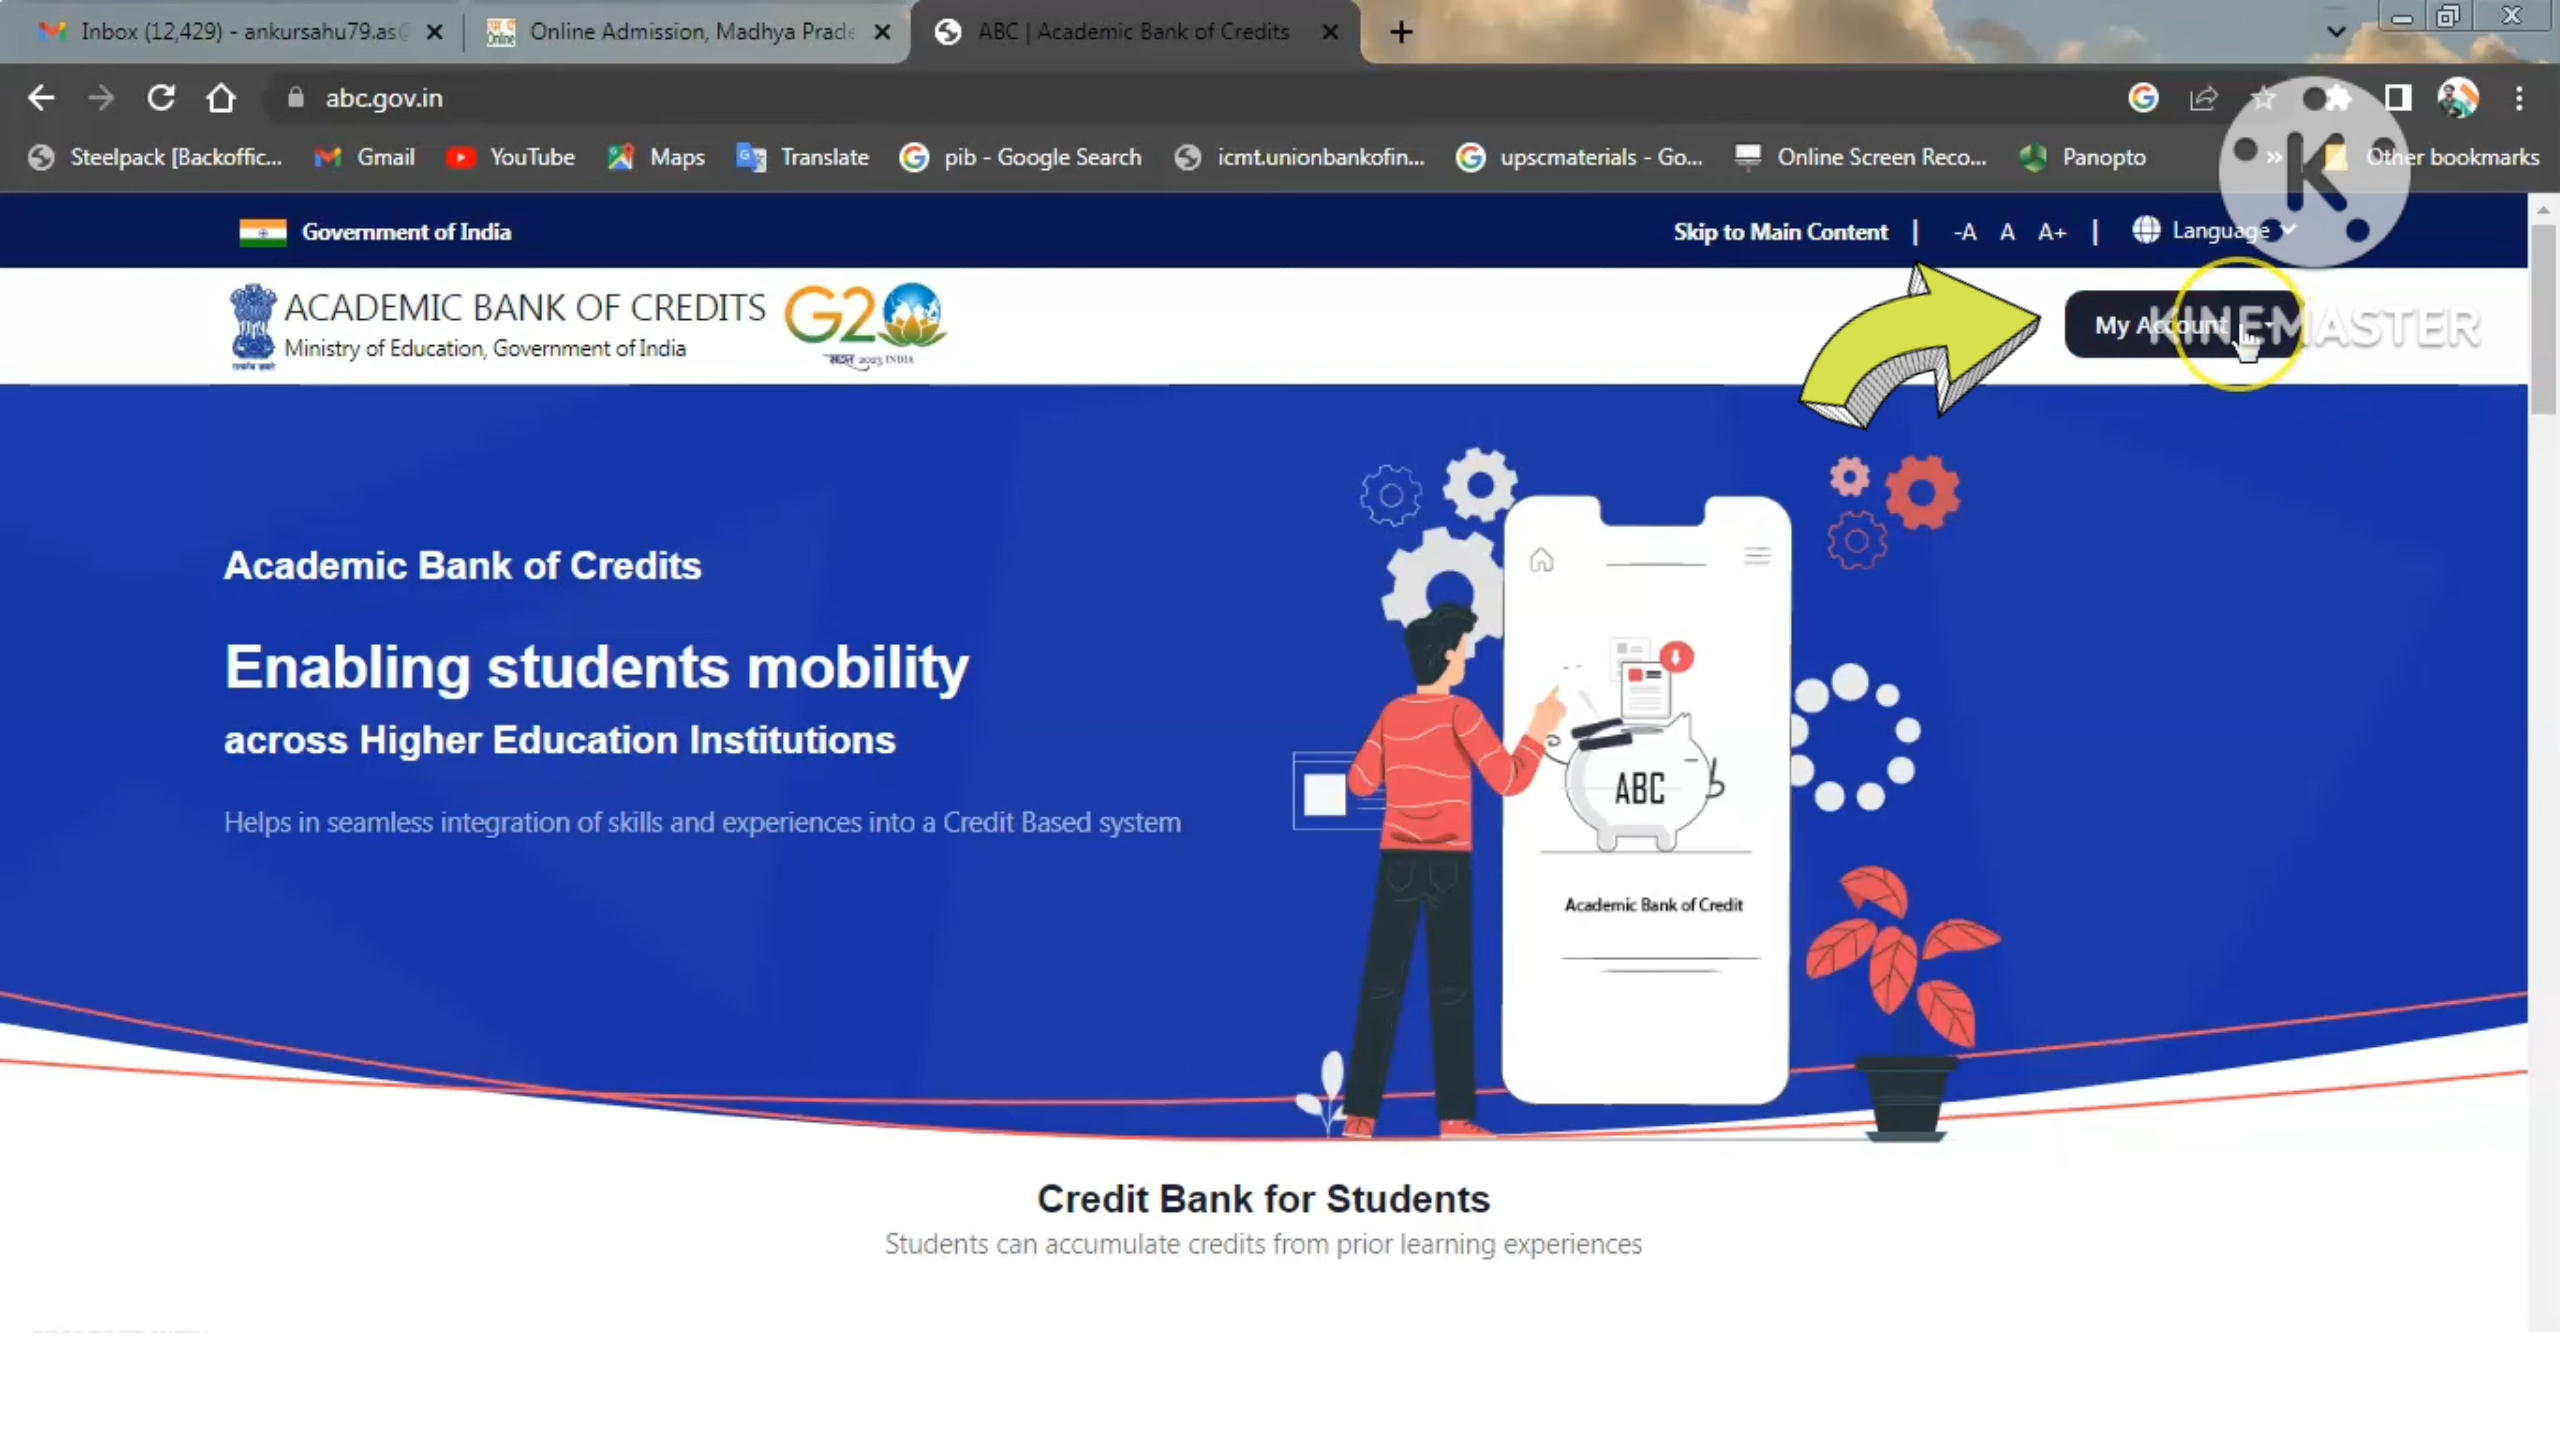 Inbox (12,429) - ankursahu79.as@
Online Admission, Madhya Prade
ABC | Academic Bank of Credits
abc.gov.in
Steelpack [Backoffic...
Gmail
YouTube
Maps
Translate
pib - Google Search
icmt.unionbankofin...
upscmaterials - Go...
Online Screen Reco...
Panopto
»
Other bookmarks
K
Government of India
Skip to Main Content | -A A A+ | Language
ACADEMIC BANK OF CREDITS
Ministry of Education, Government of India
G20
2023 INDIA
My Account
KINEMASTER
Academic Bank of Credits
Enabling students mobility
across Higher Education Institutions
Helps in seamless integration of skills and experiences into a Credit Based system
ABC
Academic Bank of Credit
Credit Bank for Students
Students can accumulate credits from prior learning experiences